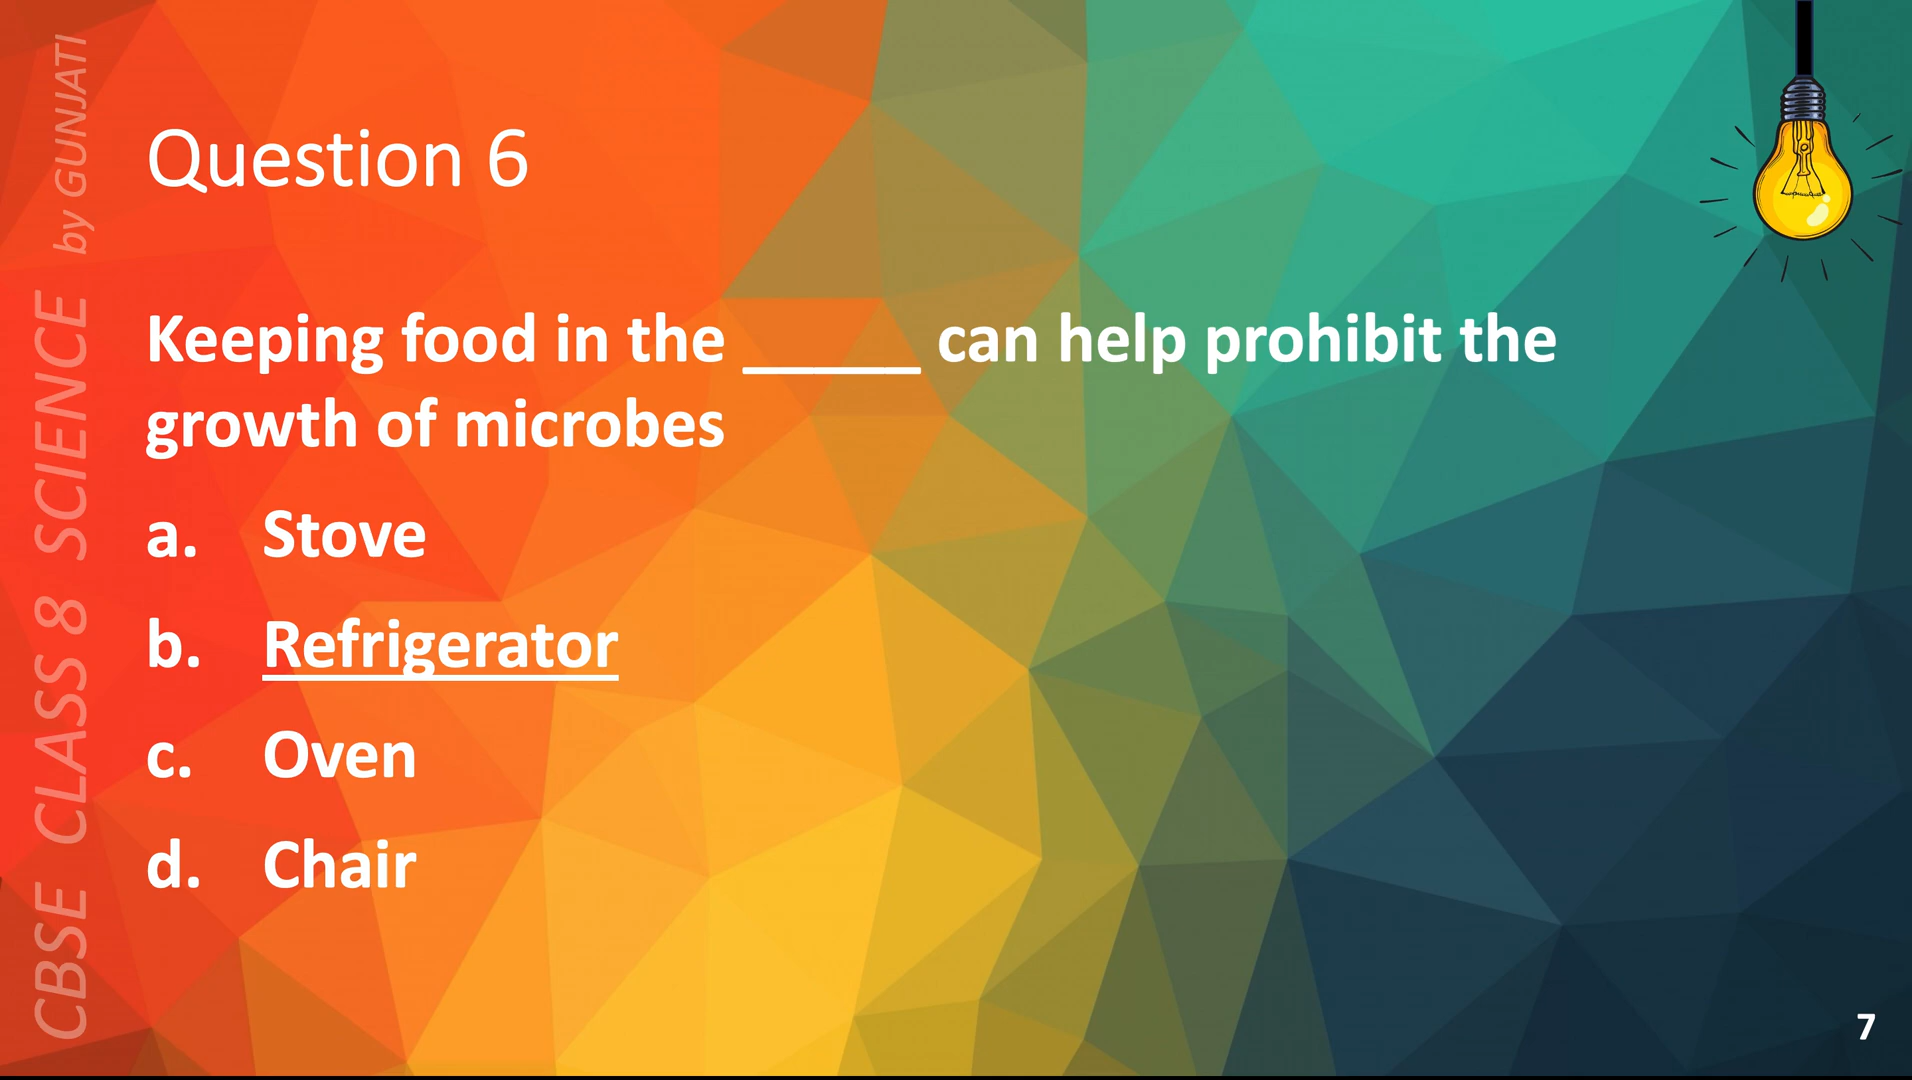 CBSE CLASS 8 SCIENCE by GUNJATI
Question 6
Keeping food in the _____ can help prohibit the
growth of microbes
a. Stove
b. Refrigerator
c. Oven
d. Chair
7